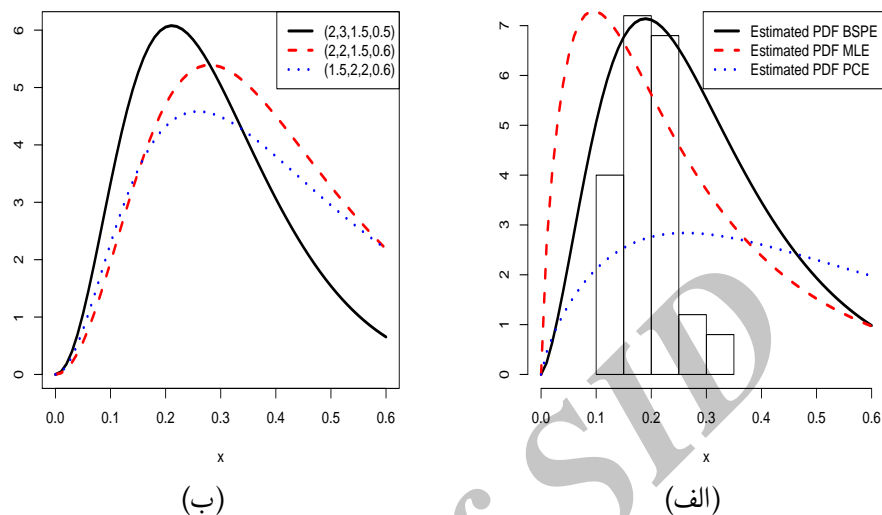 (2,3,1.5,0.5)
(2,2,1.5,0.6)
(1.5,2,2,0.6)
6
5
4
3
2
1
0
0.0 0.1 0.2 0.3 0.4 0.5 0.6
x
(ب)
Estimated PDF BSPE
Estimated PDF MLE
Estimated PDF PCE
7
6
5
4
3
2
1
0
0.0 0.1 0.2 0.3 0.4 0.5 0.6
x
(الف)
f SID